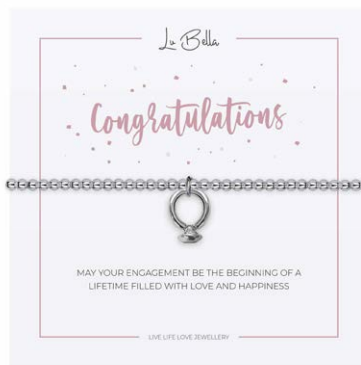 Lu Bella
Congratulations
MAY YOUR ENGAGEMENT BE THE BEGINNING OF A
LIFETIME FILLED WITH LOVE AND HAPPINESS
LIVE LIFE LOVE JEWELLERY